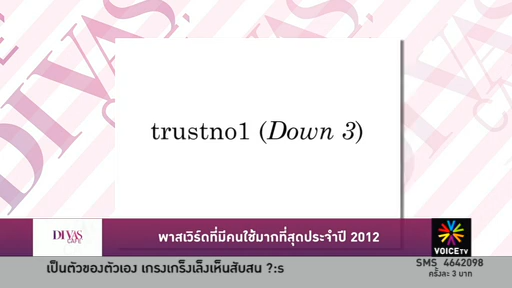 trustno1 (Down 3)
DIVAS
CAFE
พาสเวิร์ดที่มีคนใช้มากที่สุดประจำปี 2012
VOICE TV
เป็นตัวของตัวเอง เกรงเกร็งเล็งเห็นสับสน ?:s
SMS 4642098
ครั้งละ 3 บาท